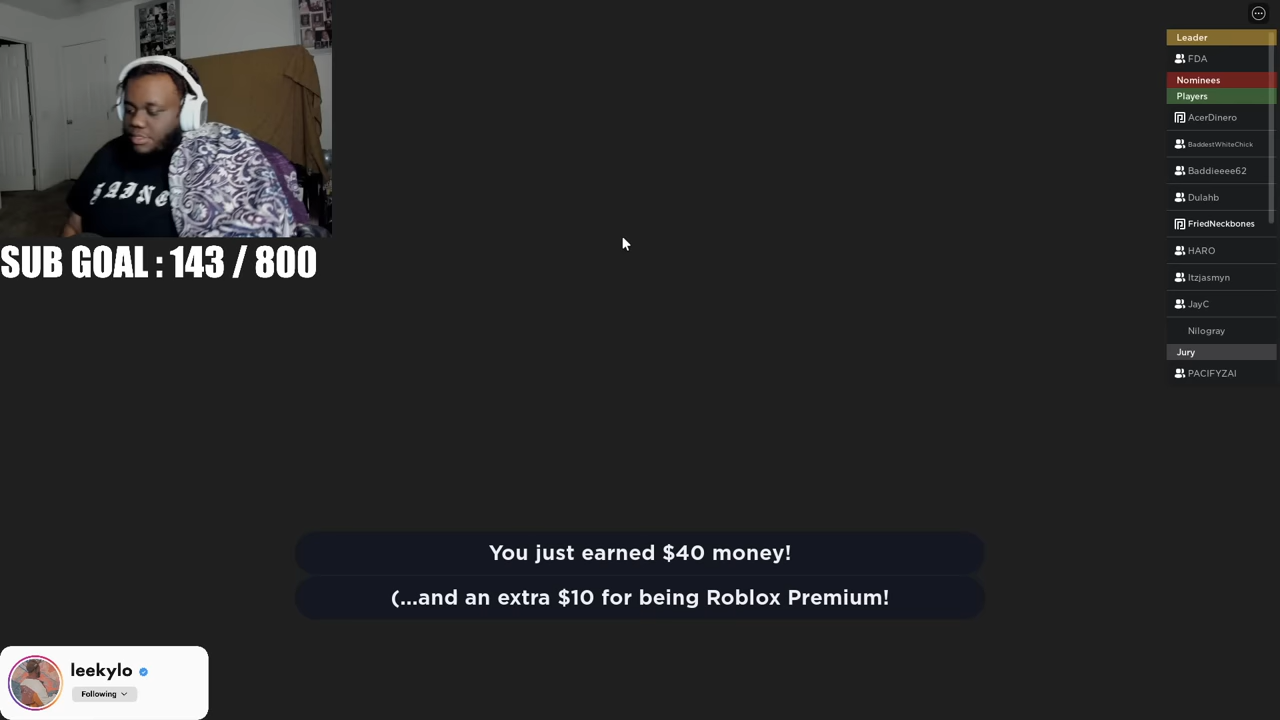 SUB GOAL : 143 / 800
Leader
FDA
Nominees
Players
AcerDinero
BaddestWhiteChick
Baddieeee62
Dulahb
FriedNeckbones
HARO
Itzjasmyn
JayC
Nilogray
Jury
PACIFYZAI
You just earned $40 money!
(...and an extra $10 for being Roblox Premium!
leekylo
Following